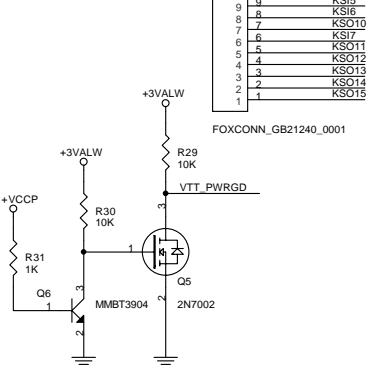 9 9 KSI5
8 8 KSI6
7 7 KSO10
6 6 KSI7
5 5 KSO11
4 4 KSO12
3 3 KSO13
2 2 KSO14
1 1 KSO15
FOXCONN_GB21240_0001
+3VALW
R29
10K
VTT_PWRGD
3
+3VALW
R30
10K
1
Q5
2N7002
2
+VCCP
R31
1K
Q6
1
3
MMBT3904
2